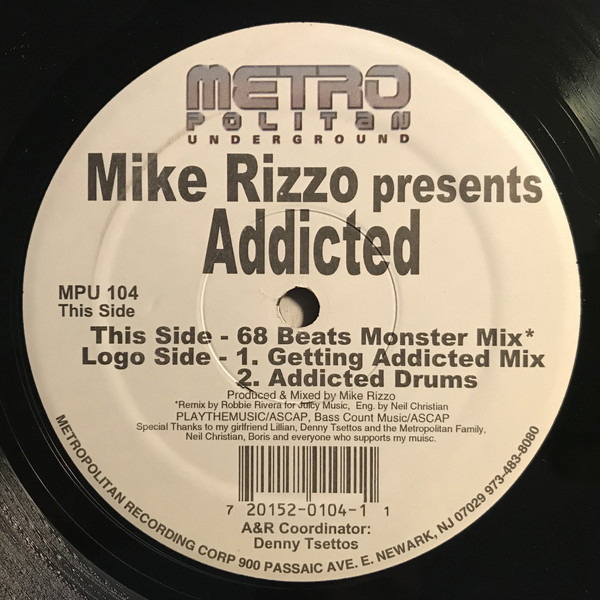 METRO
POLITAN
UNDERGROUND
Mike Rizzo presents
Addicted
MPU 104
This Side
This Side - 68 Beats Monster Mix*
Logo Side - 1. Getting Addicted Mix
2. Addicted Drums
Produced & Mixed by Mike Rizzo
*Remix by Robbie Rivera for Juicy Music, Eng. by Neil Christian
PLAYTHEMUSIC/ASCAP, Bass Count Music/ASCAP
Special Thanks to my girlfriend Lillian, Denny Tsettos and the Metropolitan Family,
Neil Christian, Boris and everyone who supports my muisc.
7 20152-0104-1 1
A&R Coordinator:
Denny Tsettos
METROPOLITAN RECORDING CORP 900 PASSAIC AVE. E. NEWARK, NJ 07029 973-483-8080